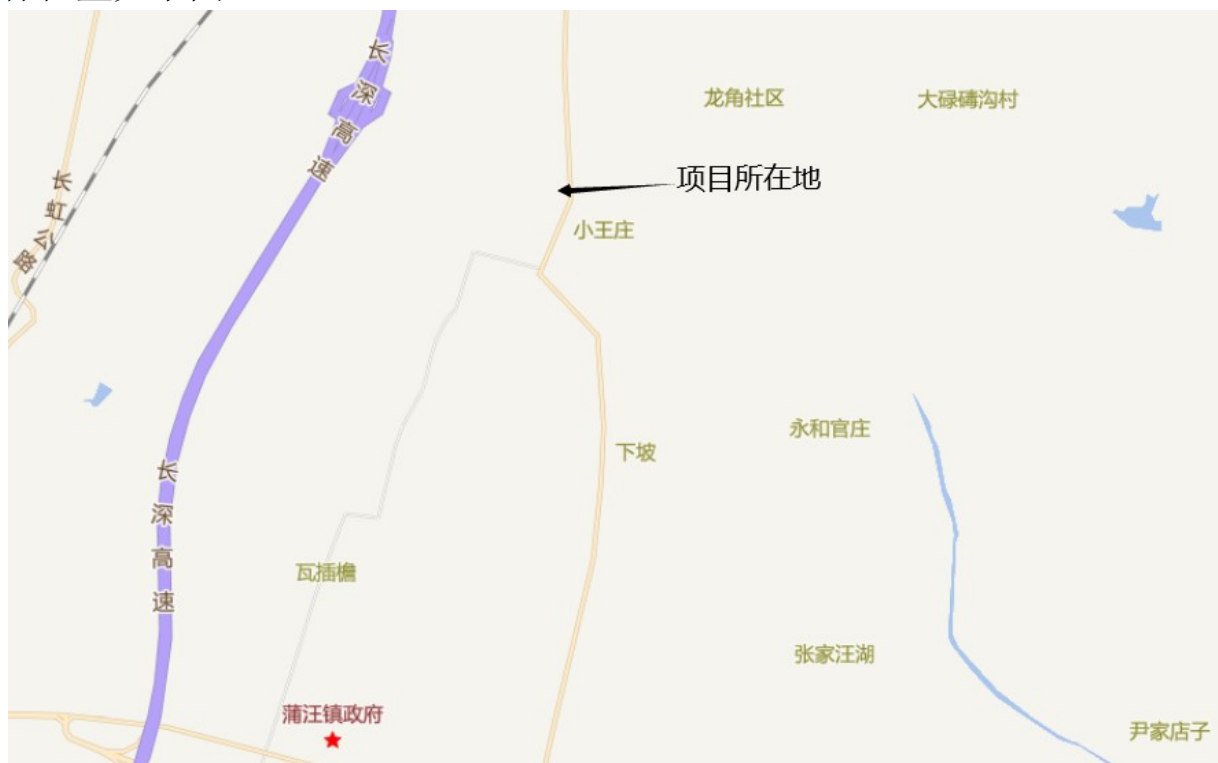 长深高速
龙角社区
大碌碡沟村
项目所在地
长虹公路
小王庄
永和官庄
下坡
长深高速
瓦插檐
张家汪湖
蒲汪镇政府
尹家店子